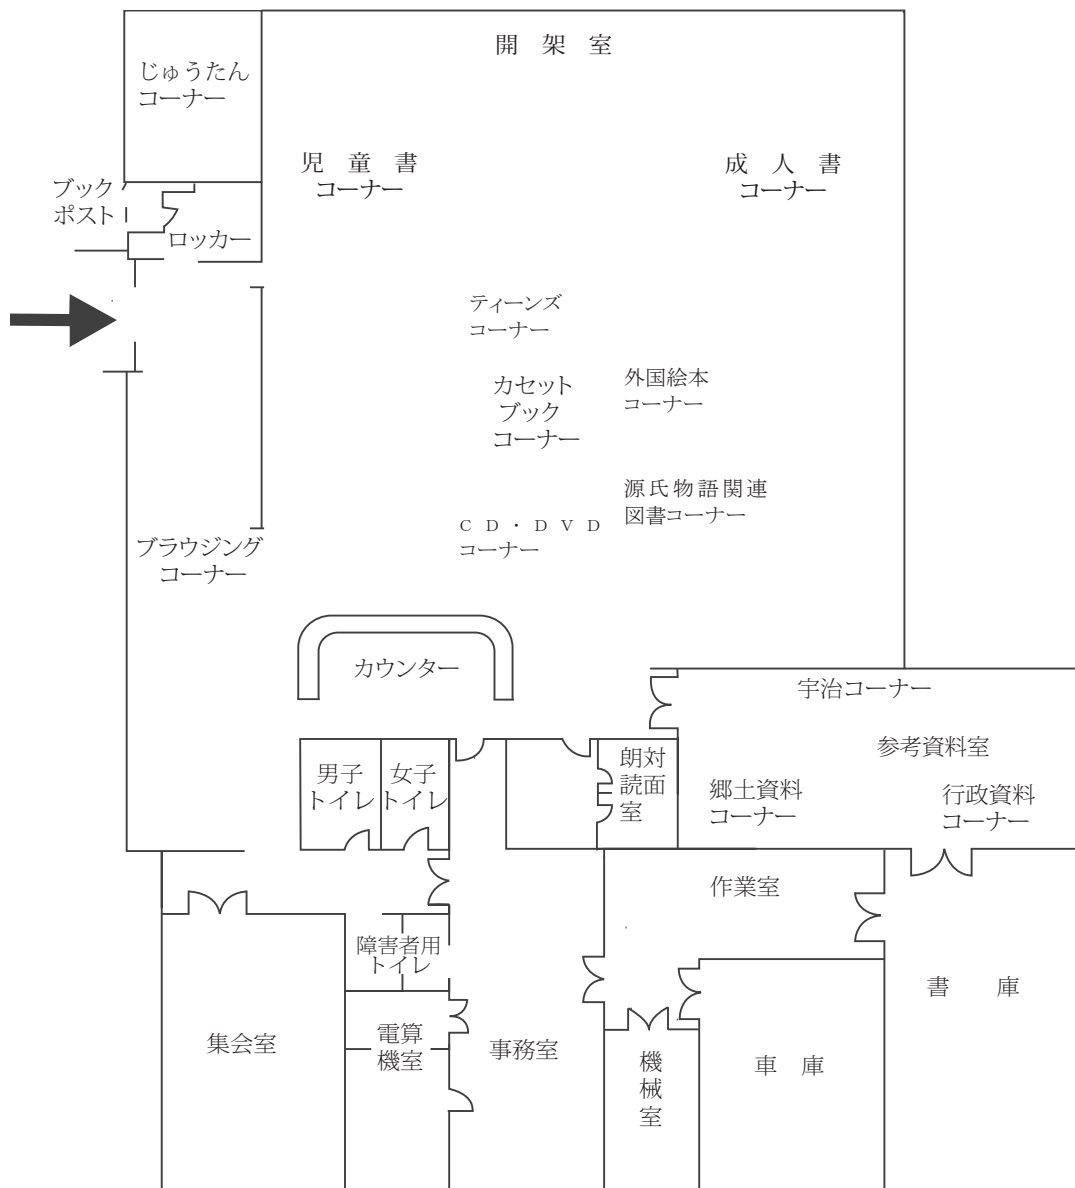 開架室
じゅうたん
コーナー
児童書
コーナー
成人書
コーナー
ブック
ポスト
ロッカー
ティーンズ
コーナー
カセット
ブック
コーナー
外国絵本
コーナー
源氏物語関連
図書コーナー
CD・DVD
コーナー
ブラウジング
コーナー
カウンター
宇治コーナー
参考資料室
男子
トイレ
女子
トイレ
朗対
読面
室
郷土資料
コーナー
行政資料
コーナー
作業室
障害者用
トイレ
書庫
集会室
電算
機室
事務室
機
械
室
車庫